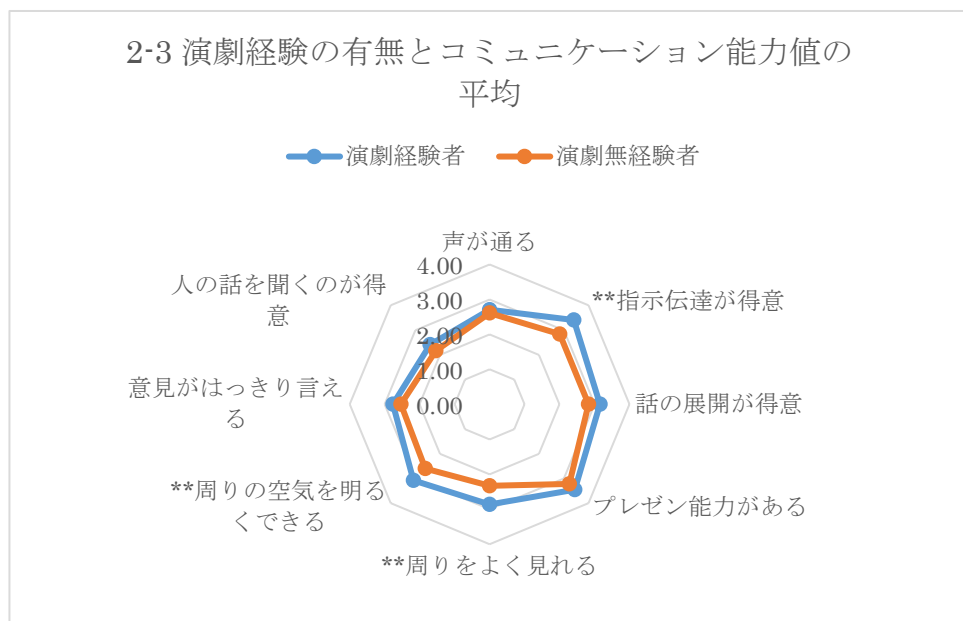 2-3 演劇経験の有無とコミュニケーション能力値の
平均
演劇経験者
演劇無経験者
声が通る
4.00
3.00
2.00
1.00
0.00
**指示伝達が得意
話の展開が得意
プレゼン能力がある
**周りをよく見れる
**周りの空気を明る
くできる
意見がはっきり言え
る
人の話を聞くのが得
意